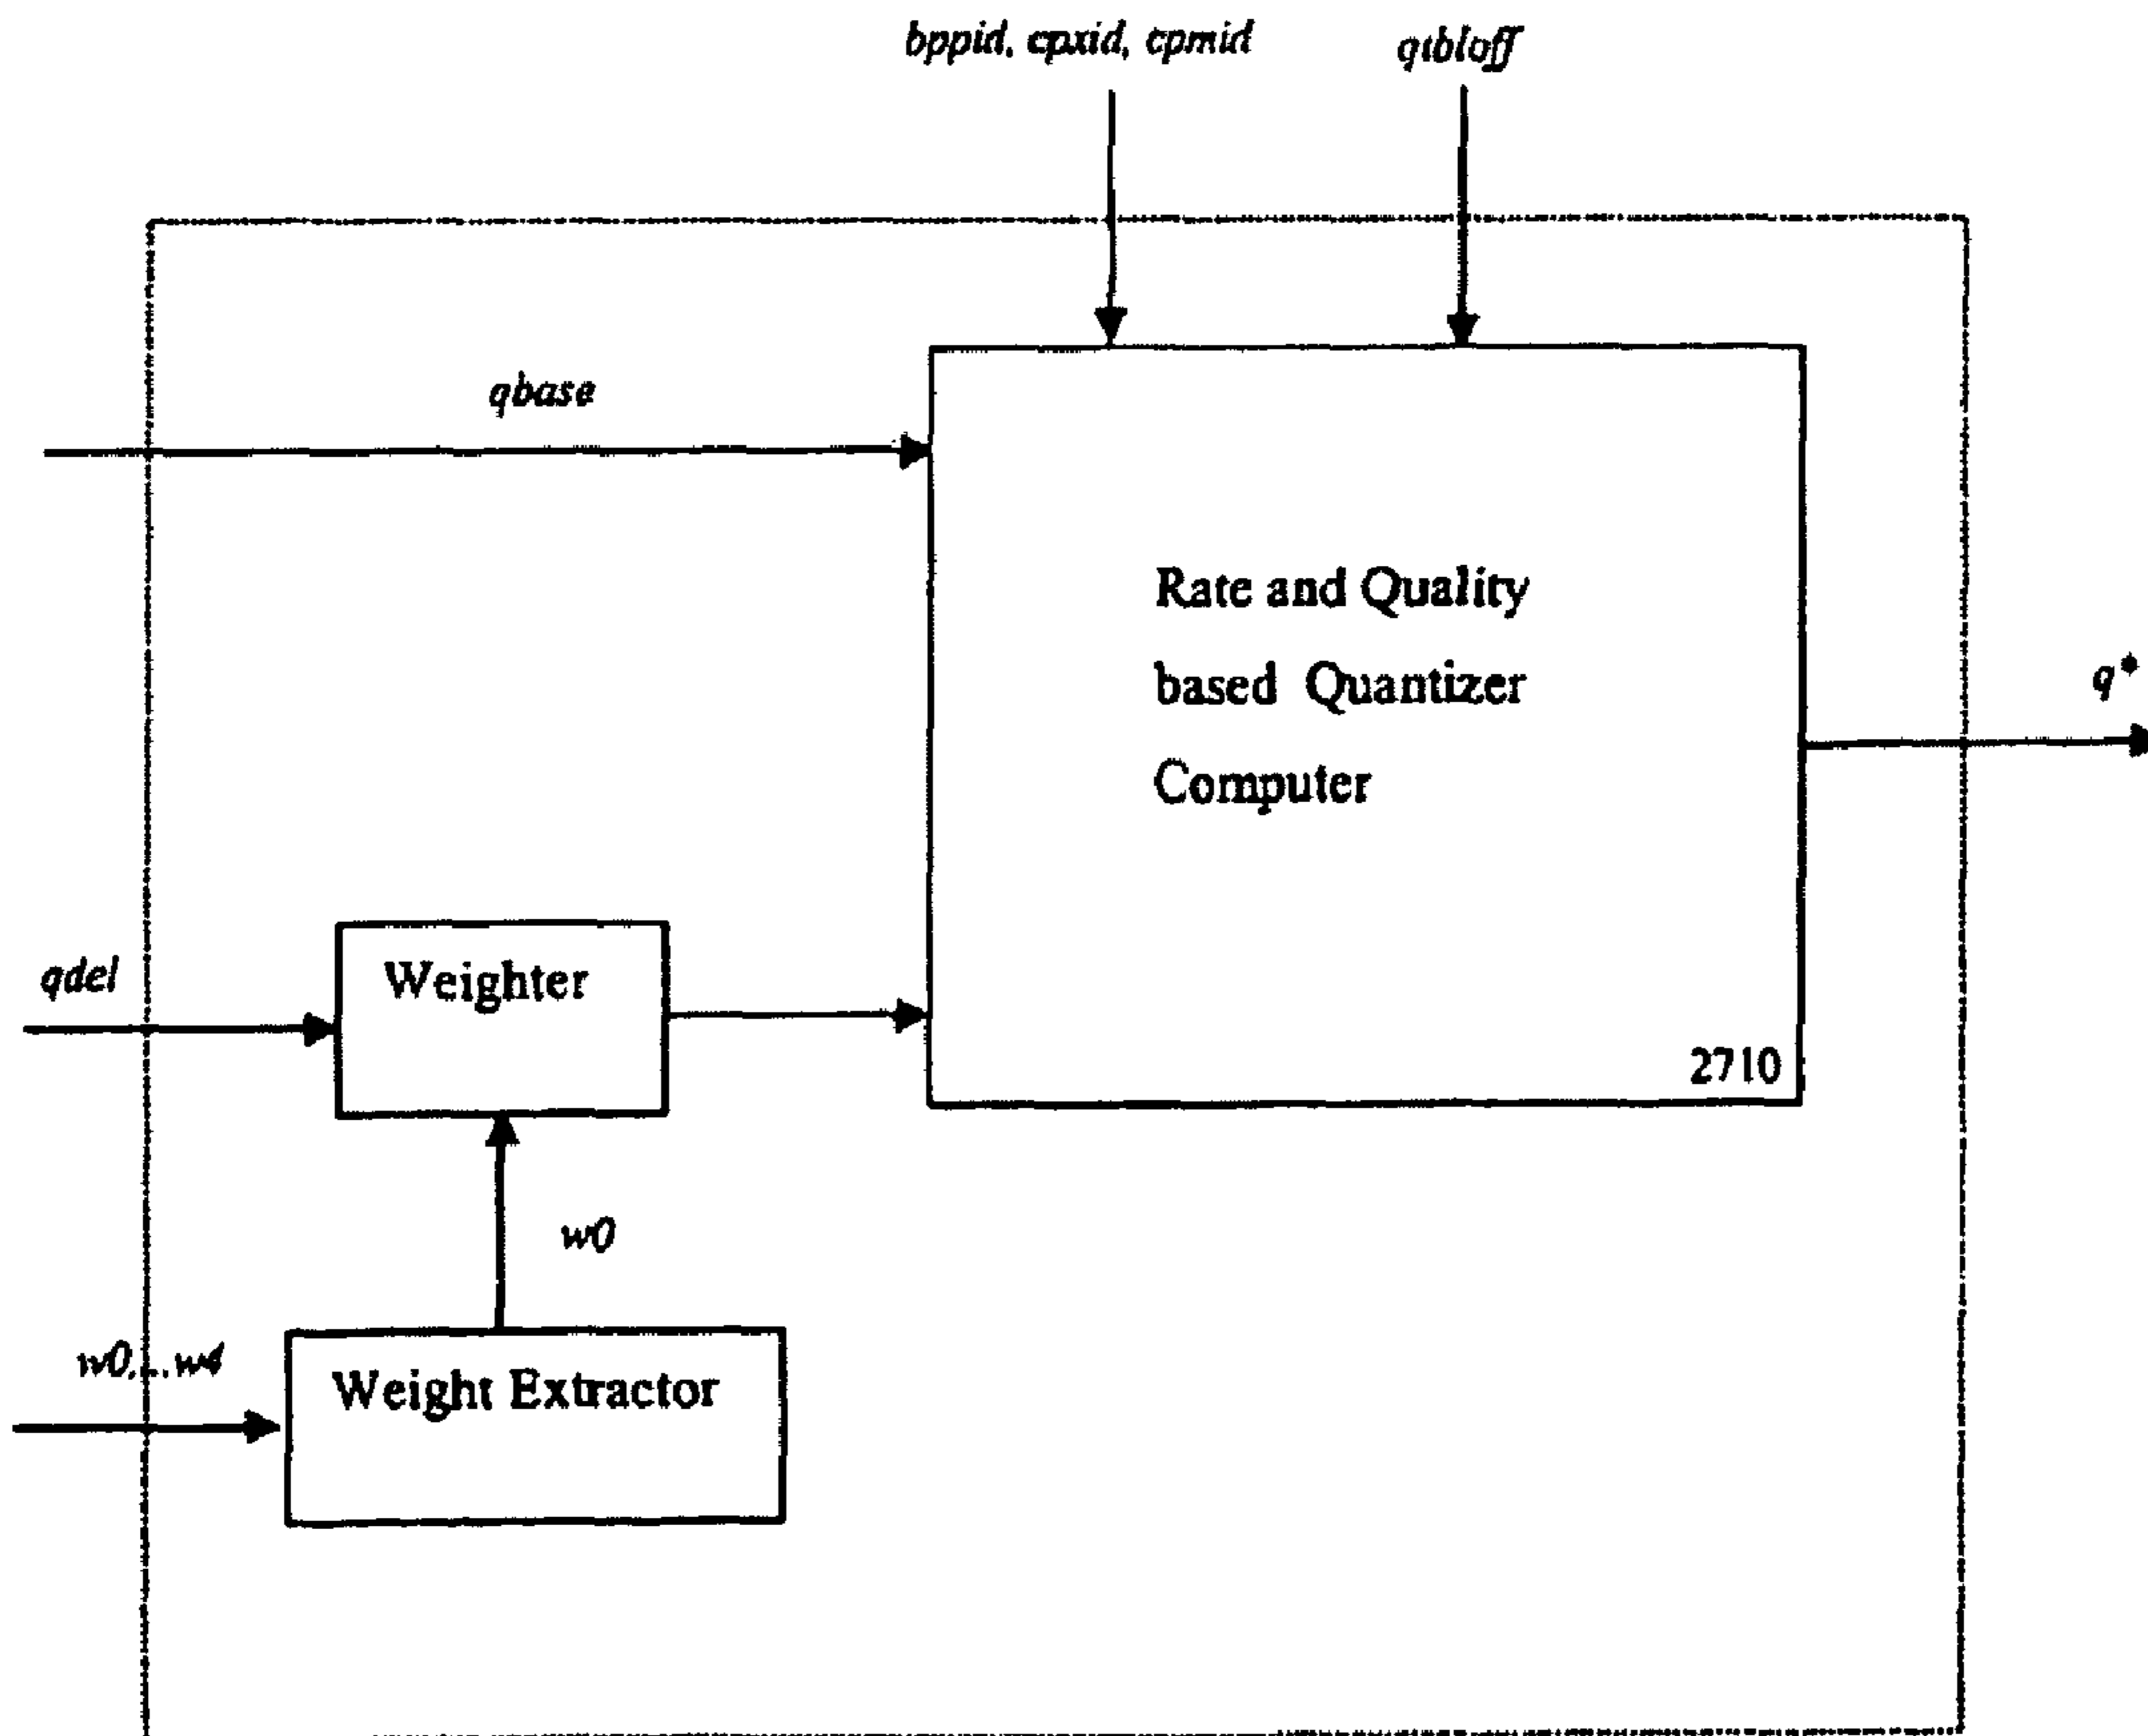 bppid, cpxid, cpmid
qtbloff
qbase
Rate and Quality
based Quantizer
Computer
q*
qdel
Weighter
2710
w0
w0,...w4
Weight Extractor